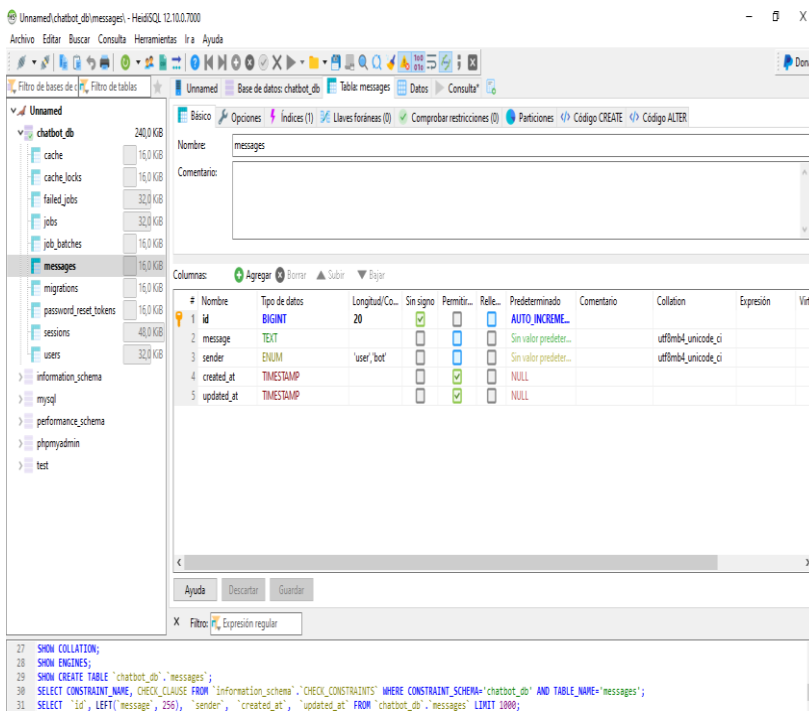 Unnamed\chatbot_db\messages\ - HeidiSQL 12.10.0.7000
Archivo Editar Buscar Consulta Herramientas Ir a Ayuda
Filtro de bases de d
Filtro de tablas
Unnamed
Base de datos: chatbot_db
Tabla: messages
Datos
Consulta*
Unnamed
chatbot_db 240,0 KiB
cache 16,0 KiB
cache_locks 16,0 KiB
failed_jobs 32,0 KiB
jobs 32,0 KiB
job_batches 16,0 KiB
messages 16,0 KiB
migrations 16,0 KiB
password_reset_tokens 16,0 KiB
sessions 48,0 KiB
users 32,0 KiB
information_schema
mysql
performance_schema
phpmyadmin
test
Básico Opciones Índices (1) Llaves foráneas (0) Comprobar restricciones (0) Particiones Código CREATE Código ALTER
Nombre: messages
Comentario:
Columnas: Agregar Borrar Subir Bajar
# Nombre Tipo de datos Longitud/Co... Sin signo Permitir... Relle... Predeterminado Comentario Collation Expresión Virt
1 id BIGINT 20 AUTO_INCREME...
2 message TEXT Sin valor predeter... utf8mb4_unicode_ci
3 sender ENUM 'user','bot' Sin valor predeter... utf8mb4_unicode_ci
4 created_at TIMESTAMP NULL
5 updated_at TIMESTAMP NULL
Ayuda Descartar Guardar
X Filtro: Expresión regular
27 SHOW COLLATION;
28 SHOW ENGINES;
29 SHOW CREATE TABLE `chatbot_db`.`messages`;
30 SELECT CONSTRAINT_NAME, CHECK_CLAUSE FROM `information_schema`.`CHECK_CONSTRAINTS` WHERE CONSTRAINT_SCHEMA='chatbot_db' AND TABLE_NAME='messages';
31 SELECT `id`, LEFT(`message`, 256), `sender`, `created_at`, `updated_at` FROM `chatbot_db`.`messages` LIMIT 1000;